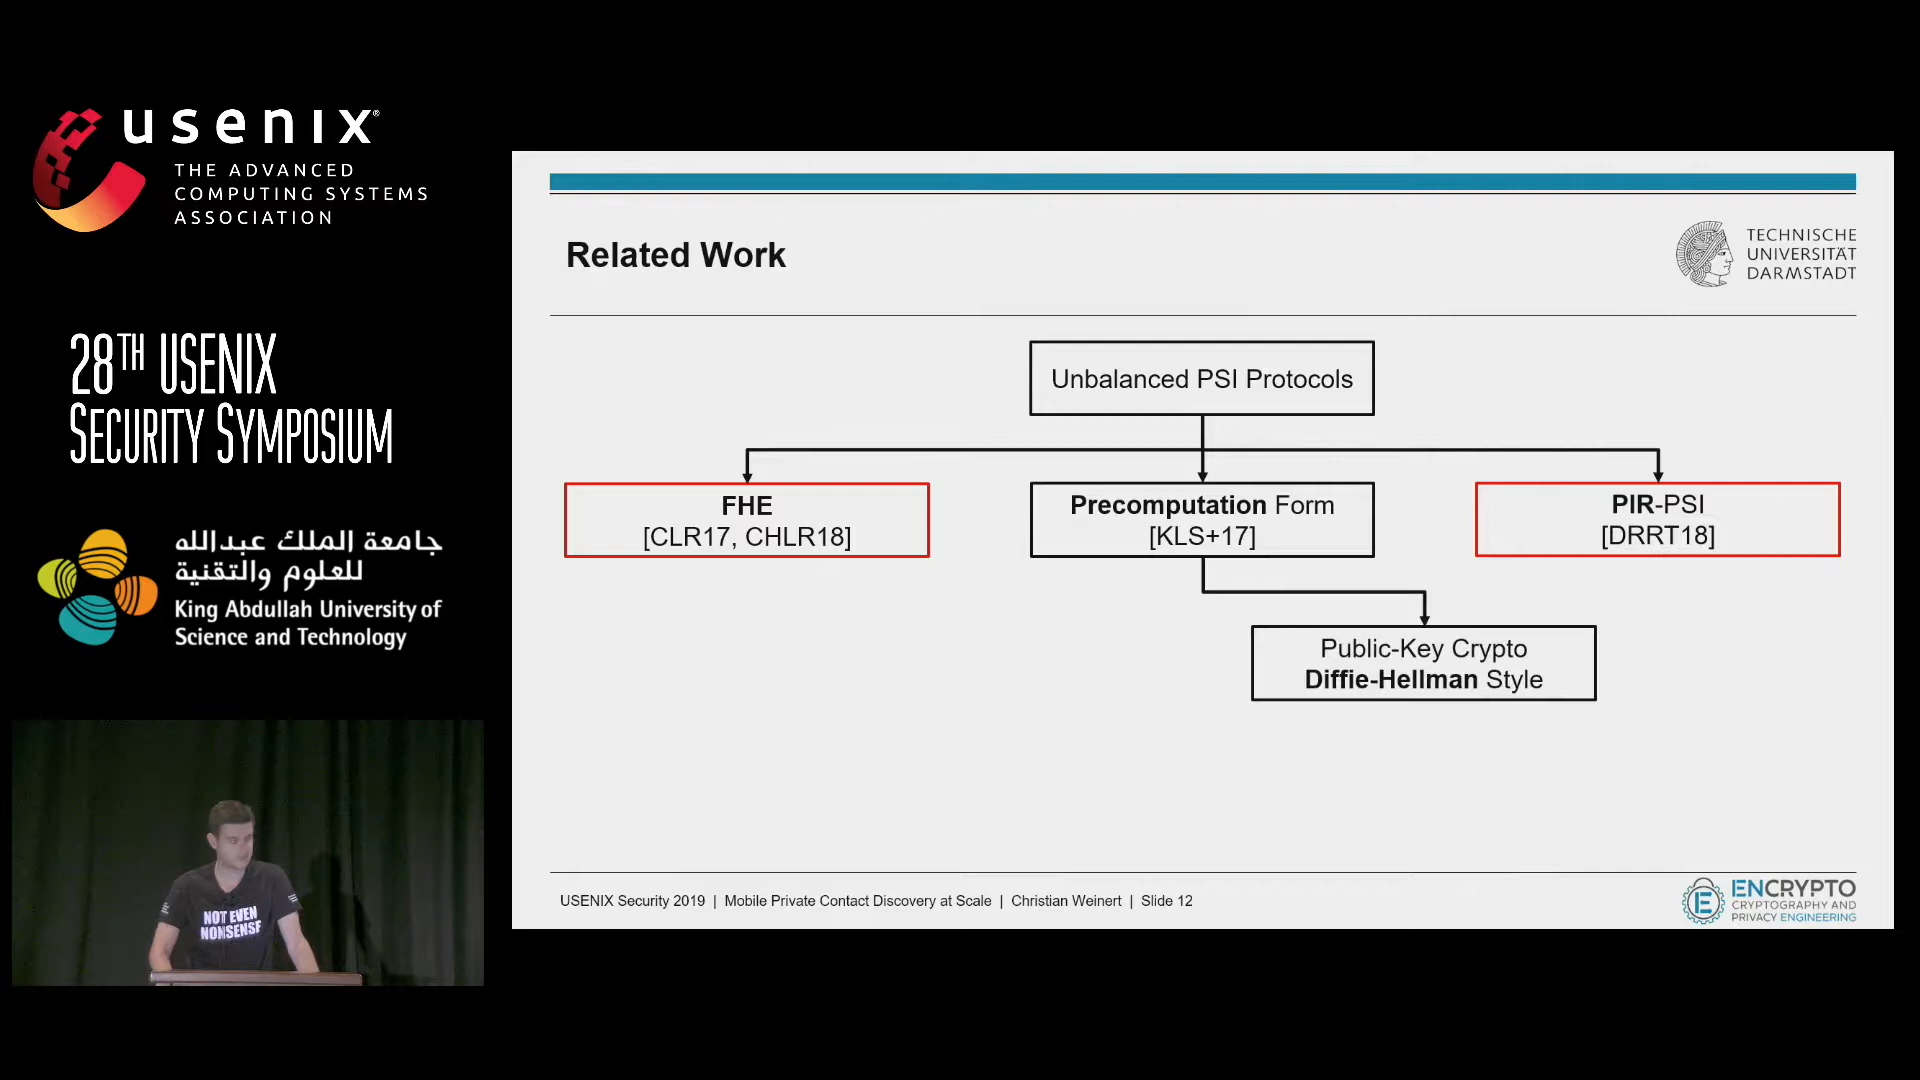 usenix®
THE ADVANCED
COMPUTING SYSTEMS
ASSOCIATION
28TH USENIX
SECURITY SYMPOSIUM
جامعة الملك عبدالله
للعلوم والتقنية
King Abdullah University of
Science and Technology
NOT EVEN
NONSENSE
Related Work
TECHNISCHE
UNIVERSITÄT
DARMSTADT
Unbalanced PSI Protocols
FHE
[CLR17, CHLR18]
Precomputation Form
[KLS+17]
PIR-PSI
[DRRT18]
Public-Key Crypto
Diffie-Hellman Style
USENIX Security 2019 | Mobile Private Contact Discovery at Scale | Christian Weinert | Slide 12
ENCRYPTO
CRYPTOGRAPHY AND
PRIVACY ENGINEERING